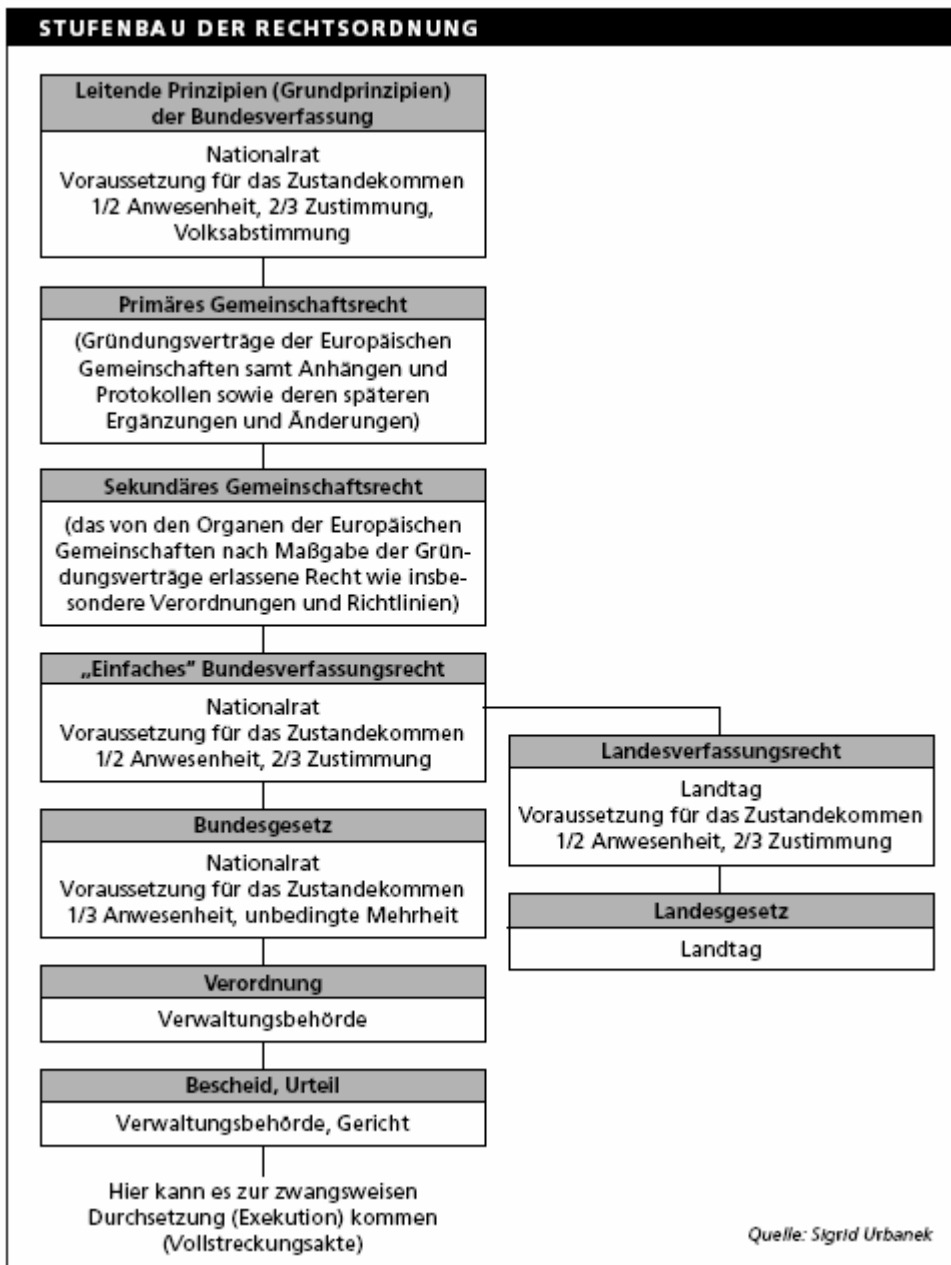 STUFENBAU DER RECHTSORDNUNG
Leitende Prinzipien (Grundprinzipien)
der Bundesverfassung
Nationalrat
Voraussetzung für das Zustandekommen
1/2 Anwesenheit, 2/3 Zustimmung,
Volksabstimmung
Primäres Gemeinschaftsrecht
(Gründungsverträge der Europäischen
Gemeinschaften samt Anhängen und
Protokollen sowie deren späteren
Ergänzungen und Änderungen)
Sekundäres Gemeinschaftsrecht
(das von den Organen der Europäischen
Gemeinschaften nach Maßgabe der Grün-
dungsverträge erlassene Recht wie insbe-
sondere Verordnungen und Richtlinien)
„Einfaches" Bundesverfassungsrecht
Nationalrat
Voraussetzung für das Zustandekommen
1/2 Anwesenheit, 2/3 Zustimmung
Landesverfassungsrecht
Landtag
Voraussetzung für das Zustandekommen
1/2 Anwesenheit, 2/3 Zustimmung
Bundesgesetz
Nationalrat
Voraussetzung für das Zustandekommen
1/3 Anwesenheit, unbedingte Mehrheit
Landesgesetz
Landtag
Verordnung
Verwaltungsbehörde
Bescheid, Urteil
Verwaltungsbehörde, Gericht
Hier kann es zur zwangsweisen
Durchsetzung (Exekution) kommen
(Vollstreckungsakte)
Quelle: Sigrid Urbanek